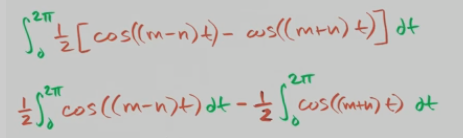 ∫₀^{2π} ½[cos((m-n)t) - cos((m+n)t)] dt
½∫₀^{2π} cos((m-n)t) dt - ½∫₀^{2π} cos((m+n)t) dt